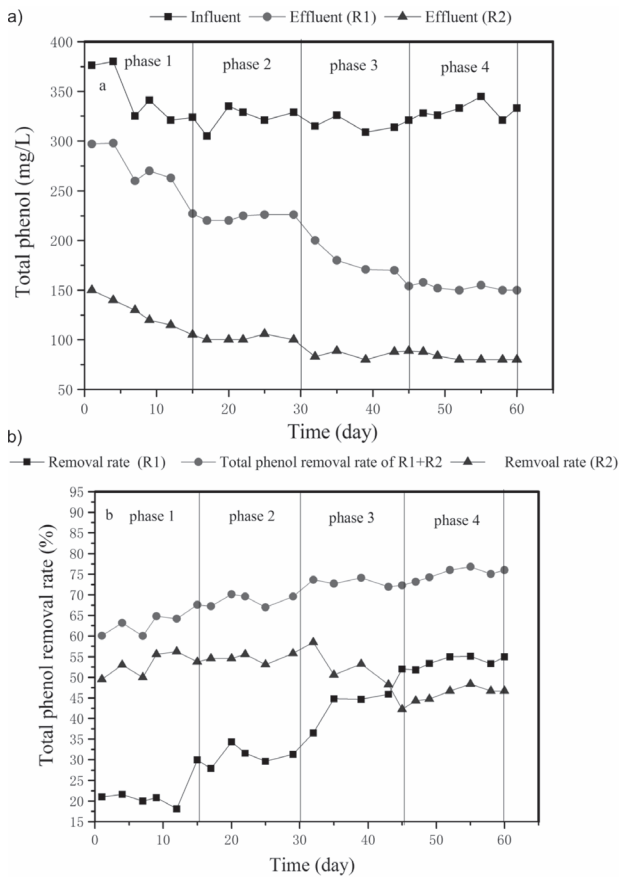 a)
Influent Effluent (R1) Effluent (R2)
400
350
300
250
200
150
100
50
Total phenol (mg/L)
a
phase 1 phase 2 phase 3 phase 4
0 10 20 30 40 50 60
Time (day)
b)
Removal rate (R1) Total phenol removal rate of R1+R2 Remvoal rate (R2)
95
90
85
80
75
70
65
60
55
50
45
40
35
30
25
20
15
Total phenol removal rate (%)
b phase 1 phase 2 phase 3 phase 4
0 10 20 30 40 50 60
Time (day)